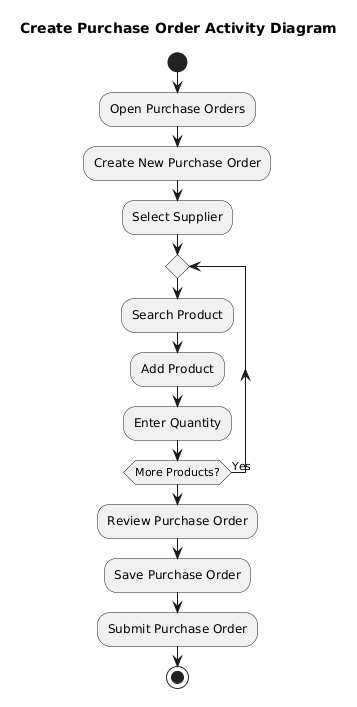 Create Purchase Order Activity Diagram
Open Purchase Orders
Create New Purchase Order
Select Supplier
Search Product
Add Product
Enter Quantity
More Products?
Yes
Review Purchase Order
Save Purchase Order
Submit Purchase Order